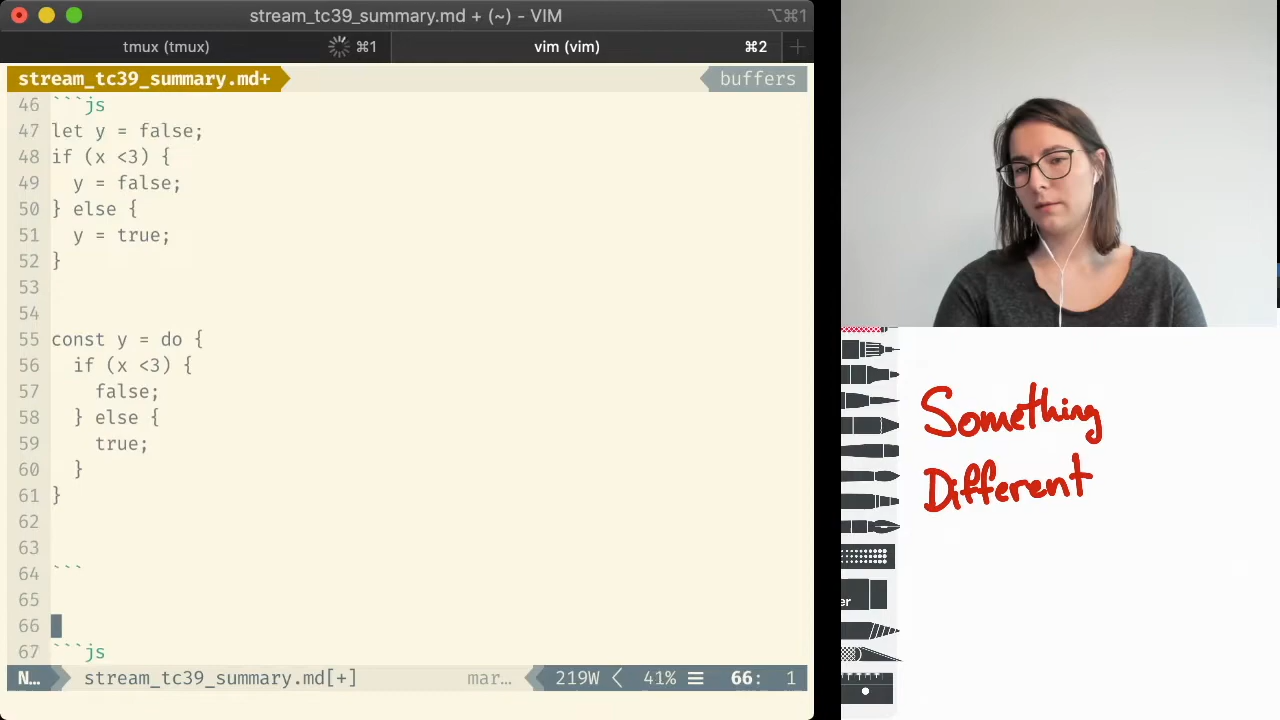 stream_tc39_summary.md + (~) - VIM
⌥⌘1
tmux (tmux)
⌘1
vim (vim)
⌘2
+
stream_tc39_summary.md+
buffers
46 ```js
47 let y = false;
48 if (x <3) {
49   y = false;
50 } else {
51   y = true;
52 }
53
54
55 const y = do {
56   if (x <3) {
57     false;
58   } else {
59     true;
60   }
61 }
62
63
64 ```
65
66
67 ```js
N... stream_tc39_summary.md[+] mar... 219W 41% ☰ 66: 1
Something
Different
er